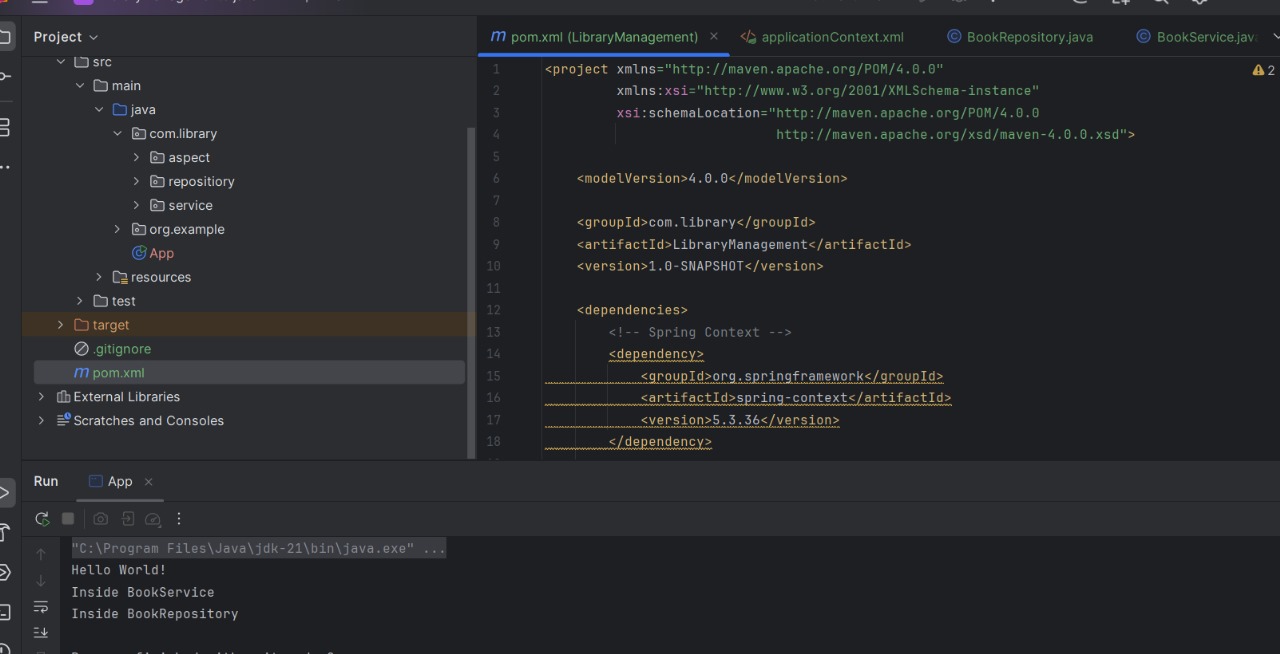 Project
src
main
java
com.library
aspect
repositiory
service
org.example
App
resources
test
target
.gitignore
pom.xml
External Libraries
Scratches and Consoles
pom.xml (LibraryManagement)
applicationContext.xml
BookRepository.java
BookService.java
2
1 <project xmlns="http://maven.apache.org/POM/4.0.0"
2 xmlns:xsi="http://www.w3.org/2001/XMLSchema-instance"
3 xsi:schemaLocation="http://maven.apache.org/POM/4.0.0
4 http://maven.apache.org/xsd/maven-4.0.0.xsd">
5
6 <modelVersion>4.0.0</modelVersion>
7
8 <groupId>com.library</groupId>
9 <artifactId>LibraryManagement</artifactId>
10 <version>1.0-SNAPSHOT</version>
11
12 <dependencies>
13 <!-- Spring Context -->
14 <dependency>
15 <groupId>org.springframework</groupId>
16 <artifactId>spring-context</artifactId>
17 <version>5.3.36</version>
18 </dependency>
Run
App
"C:\Program Files\Java\jdk-21\bin\java.exe" ...
Hello World!
Inside BookService
Inside BookRepository